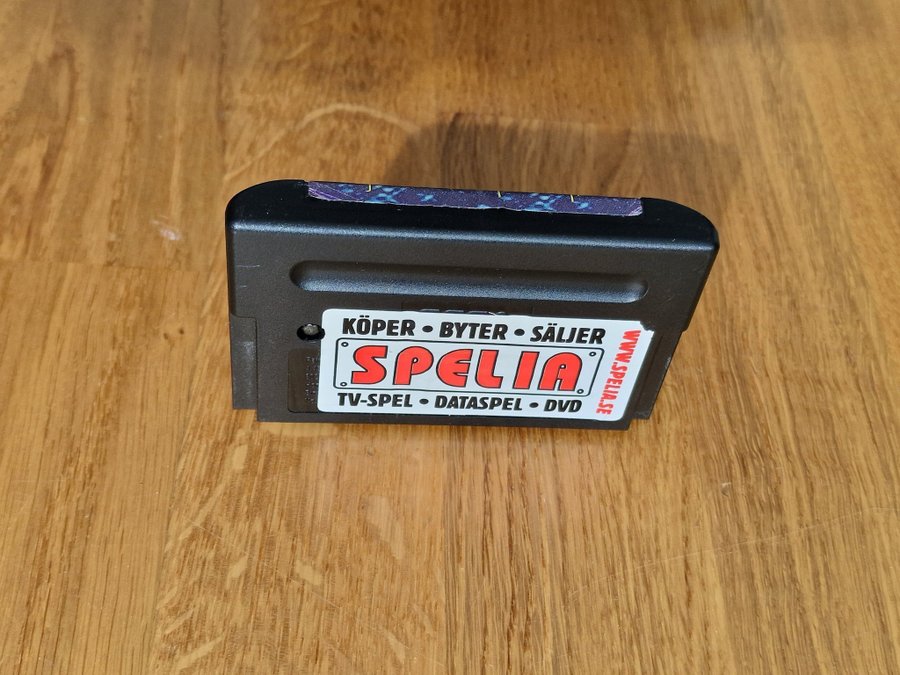 KÖPER • BYTER • SÄLJER
SPELIA
TV-SPEL • DATASPEL • DVD
WWW.SPELIA.SE